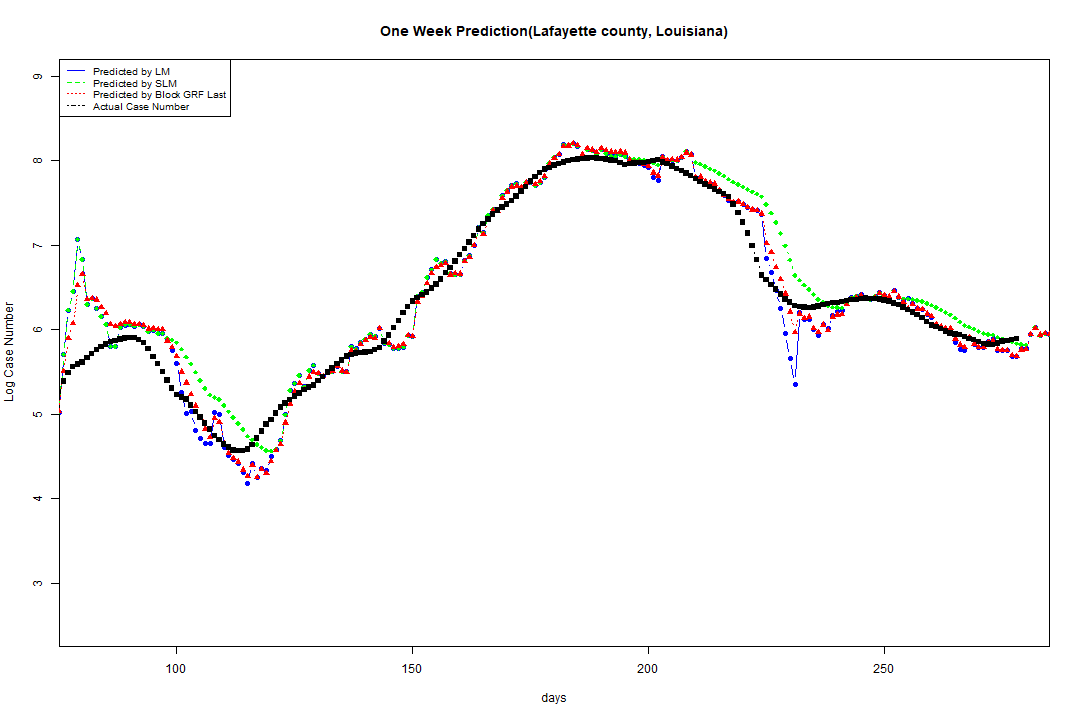 One Week Prediction(Lafayette county, Louisiana)
Predicted by LM
Predicted by SLM
Predicted by Block GRF Last
Actual Case Number
Log Case Number
9
8
7
6
5
4
3
100 150 200 250
days